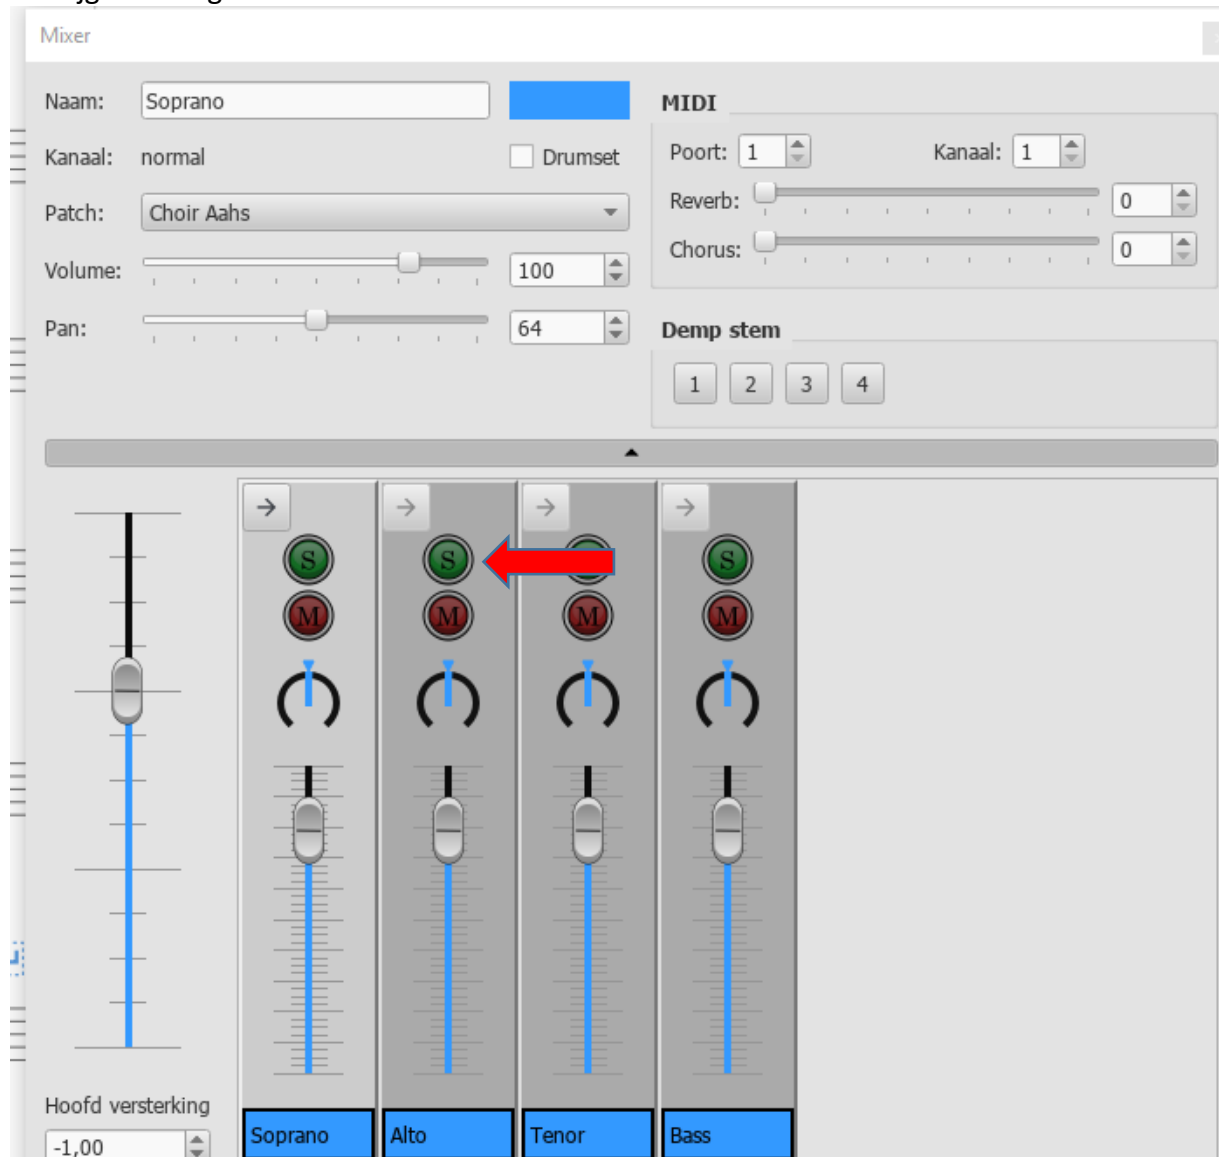 Mixer
Naam: Soprano
MIDI
Kanaal: normal Drumset
Poort: 1 Kanaal: 1
Patch: Choir Aahs
Reverb: 0
Volume: 100
Chorus: 0
Pan: 64
Demp stem
1 2 3 4
S S S
M M M M
Hoofd versterking
-1,00
Soprano Alto Tenor Bass